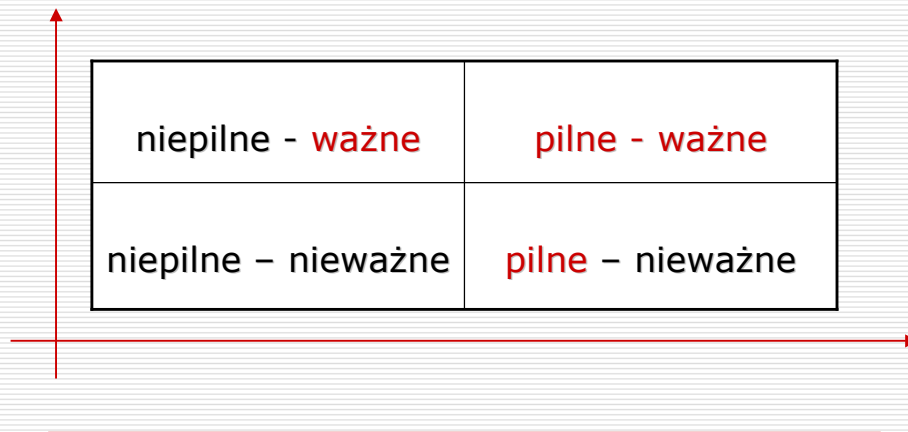 niepilne - ważne
pilne - ważne
niepilne – nieważne
pilne – nieważne